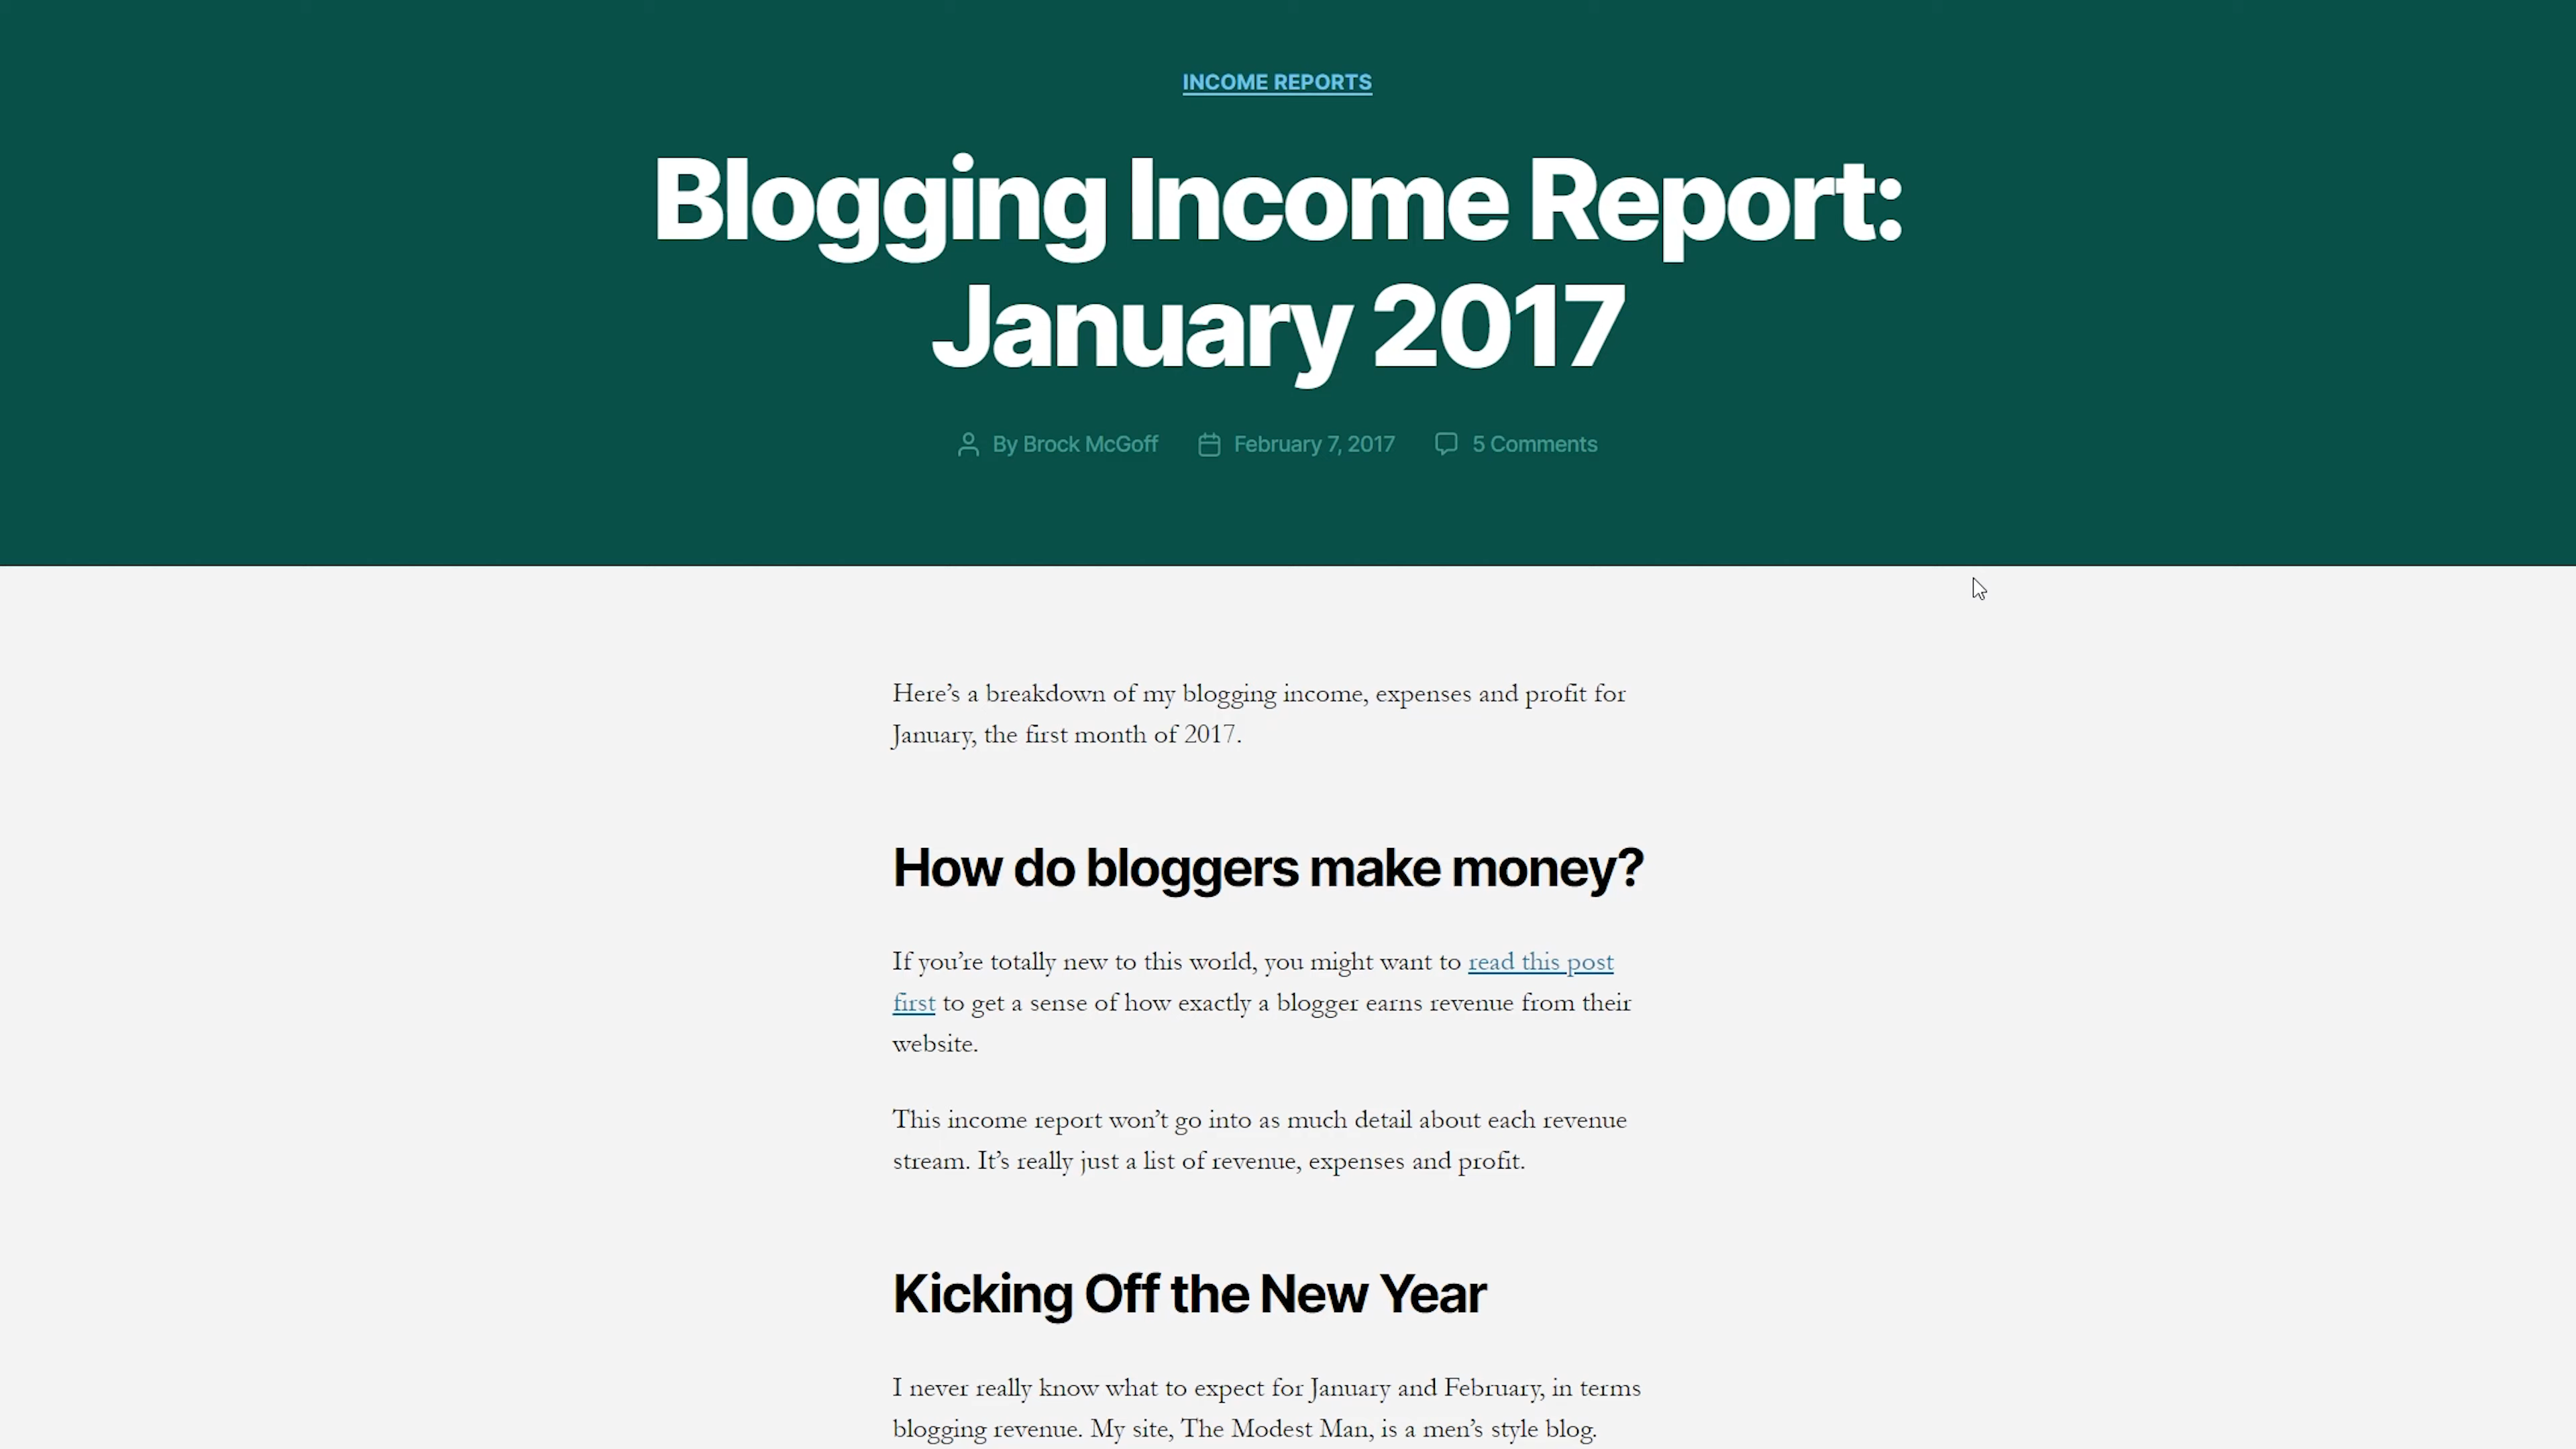 INCOME REPORTS
Blogging Income Report:
January 2017
By Brock McGoff February 7, 2017 5 Comments
Here’s a breakdown of my blogging income, expenses and profit for
January, the first month of 2017.
How do bloggers make money?
If you’re totally new to this world, you might want to read this post
first to get a sense of how exactly a blogger earns revenue from their
website.
This income report won’t go into as much detail about each revenue
stream. It’s really just a list of revenue, expenses and profit.
Kicking Off the New Year
I never really know what to expect for January and February, in terms
blogging revenue. My site, The Modest Man, is a men’s style blog.